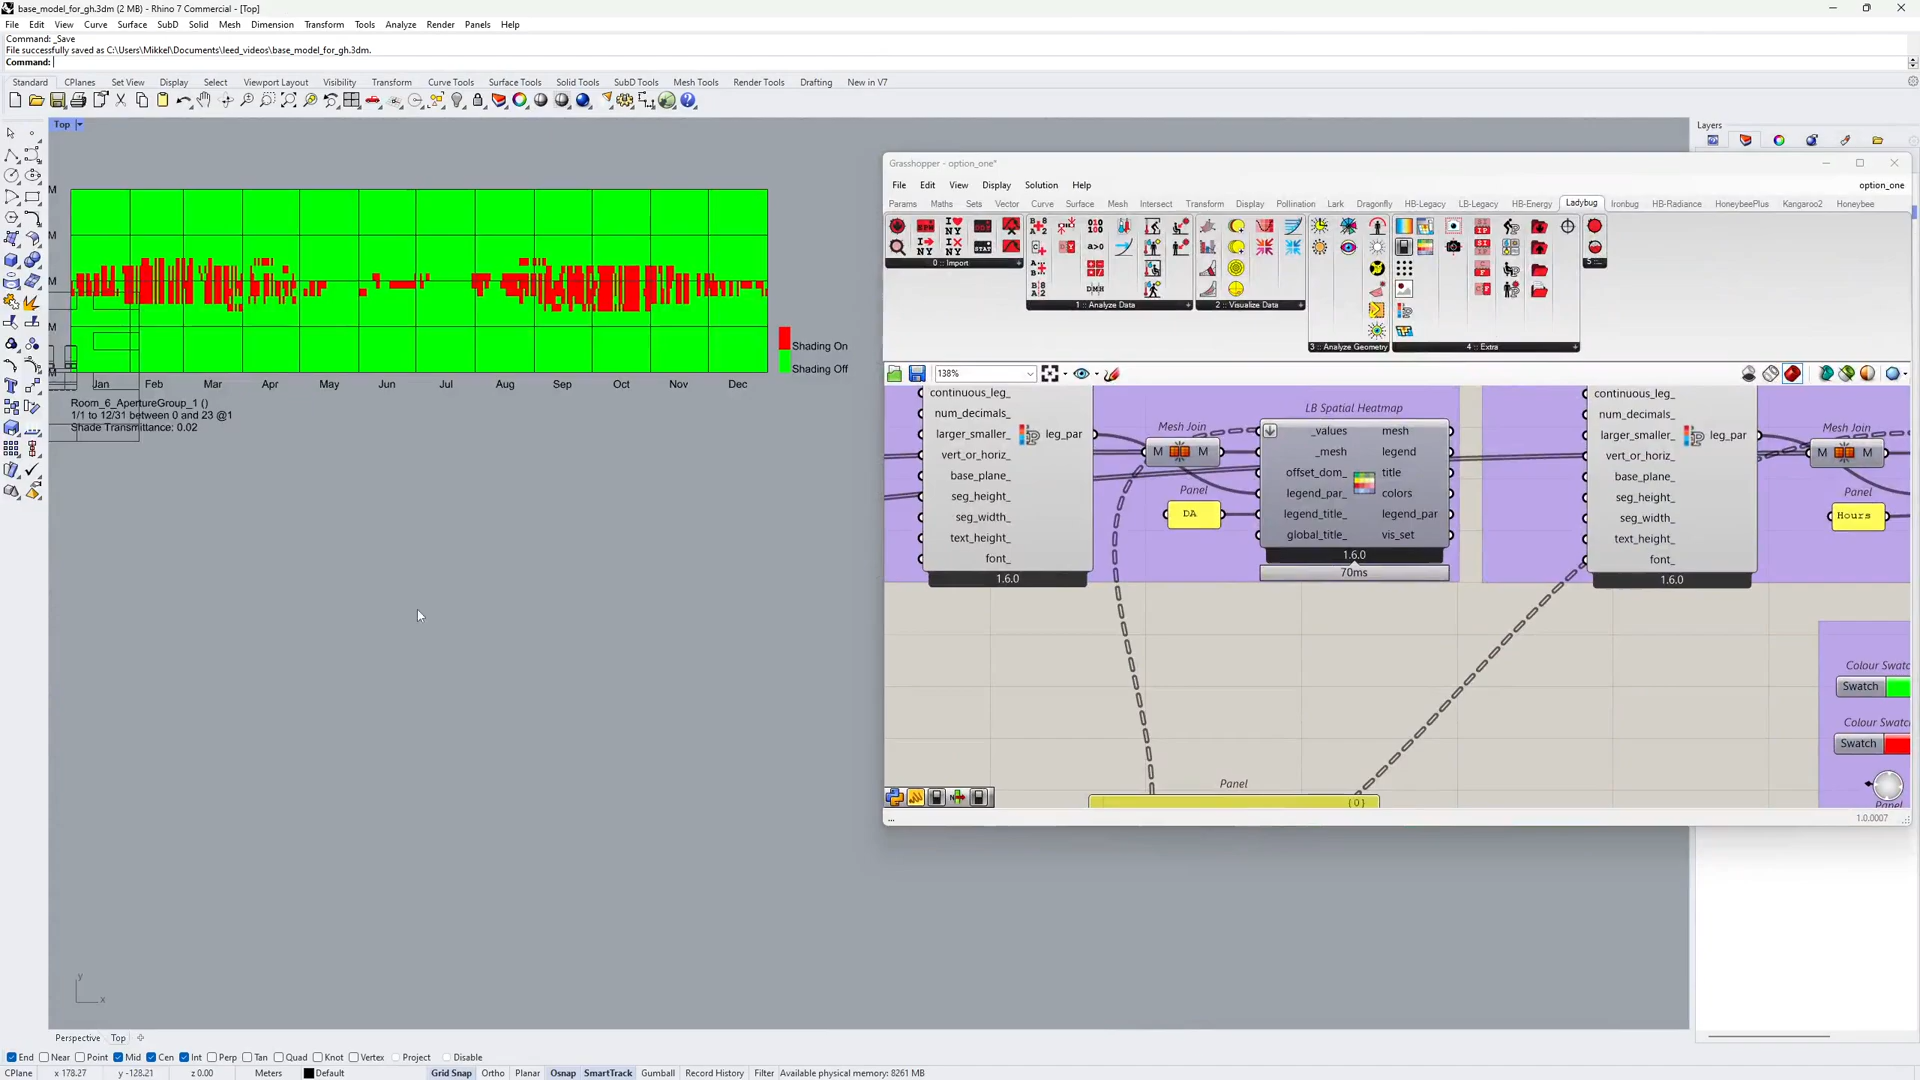 base_model_for_gh.3dm (2 MB) - Rhino 7 Commercial - [Top]
File Edit View Curve Surface SubD Solid Mesh Dimension Transform Tools Analyze Render Panels Help
Command: _Save
File successfully saved as C:\Users\Mikkel\Documents\leed_videos\base_model_for_gh.3dm.
Command:
Standard CPlanes Set View Display Select Viewport Layout Visibility Transform Curve Tools Surface Tools Solid Tools SubD Tools Mesh Tools Render Tools Drafting New in V7
Top
Layers
M
M
M
M
M
Shading On
Shading Off
Jan Feb Mar Apr May Jun Jul Aug Sep Oct Nov Dec
Room_6_ApertureGroup_1 ()
1/1 to 12/31 between 0 and 23 @1
Shade Transmittance: 0.02
Grasshopper - option_one*
File Edit View Display Solution Help
option_one
Params Maths Sets Vector Curve Surface Mesh Intersect Transform Display Pollination Lark Dragonfly HB-Legacy LB-Legacy HB-Energy Ladybug Ironbug HB-Radiance HoneybeePlus Kangaroo2 Honeybee
0 :: Import
1 :: Analyze Data
2 :: Visualize Data
3 :: Analyze Geometry
4 :: Extra
5 ::...
138%
continuous_leg_
num_decimals_
larger_smaller_
vert_or_horiz_
base_plane_
seg_height_
seg_width_
text_height_
font_
leg_par
1.6.0
Mesh Join
M M
Panel
DA
LB Spatial Heatmap
_values mesh
_mesh legend
offset_dom_ title
legend_par_ colors
legend_title_ legend_par
global_title_ vis_set
1.6.0
70ms
continuous_leg_
num_decimals_
larger_smaller_
vert_or_horiz_
base_plane_
seg_height_
seg_width_
text_height_
font_
leg_par
1.6.0
Mesh Join
M M
Panel
Hours
Colour Swatc
Swatch
Colour Swatc
Swatch
Panel
Panel
{0}
...
1.0.0007
y
x
Perspective Top
End Near Point Mid Cen Int Perp Tan Quad Knot Vertex Project Disable
CPlane x 178.27 y -128.21 z 0.00 Meters Default Grid Snap Ortho Planar Osnap SmartTrack Gumball Record History Filter Available physical memory: 8261 MB